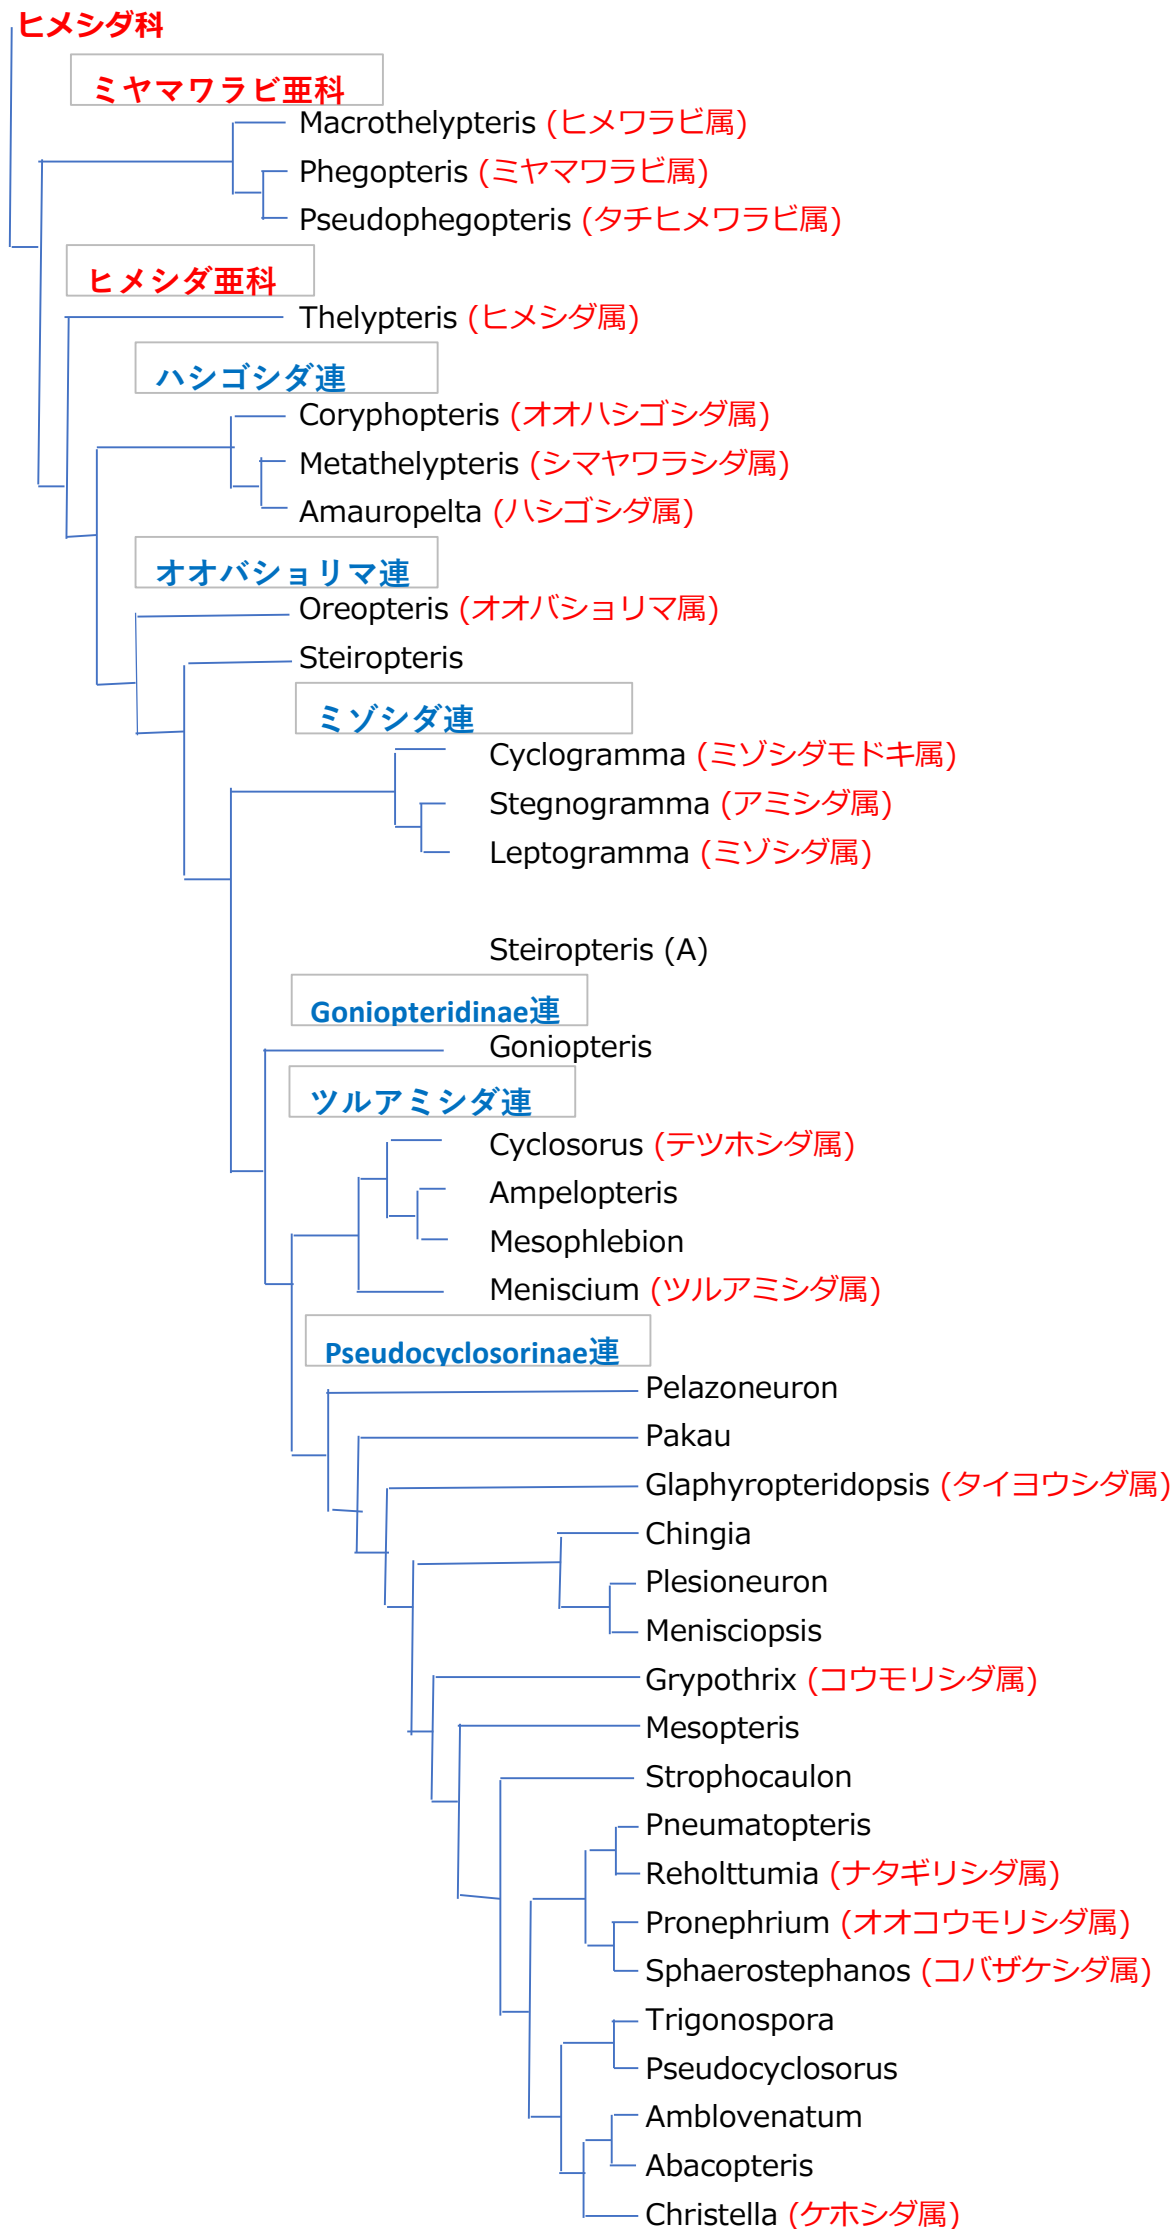 ヒメシダ科
ミヤマワラビ亜科
Macrothelypteris (ヒメワラビ属)
Phegopteris (ミヤマワラビ属)
Pseudophegopteris (タチヒメワラビ属)
ヒメシダ亜科
Thelypteris (ヒメシダ属)
ハシゴシダ連
Coryphopteris (オオハシゴシダ属)
Metathelypteris (シマヤワラシダ属)
Amauropelta (ハシゴシダ属)
オオバショリマ連
Oreopteris (オオバショリマ属)
Steiropteris
ミゾシダ連
Cyclogramma (ミゾシダモドキ属)
Stegnogramma (アミシダ属)
Leptogramma (ミゾシダ属)
Steiropteris (A)
Goniopteridinae連
Goniopteris
ツルアミシダ連
Cyclosorus (テツホシダ属)
Ampelopteris
Mesophlebion
Meniscium (ツルアミシダ属)
Pseudocyclosorinae連
Pelazoneuron
Pakau
Glaphyropteridopsis (タイヨウシダ属)
Chingia
Plesioneuron
Menisciopsis
Grypothrix (コウモリシダ属)
Mesopteris
Strophocaulon
Pneumatopteris
Reholttumia (ナタギリシダ属)
Pronephrium (オオコウモリシダ属)
Sphaerostephanos (コバザケシダ属)
Trigonospora
Pseudocyclosorus
Amblovenatum
Abacopteris
Christella (ケホシダ属)